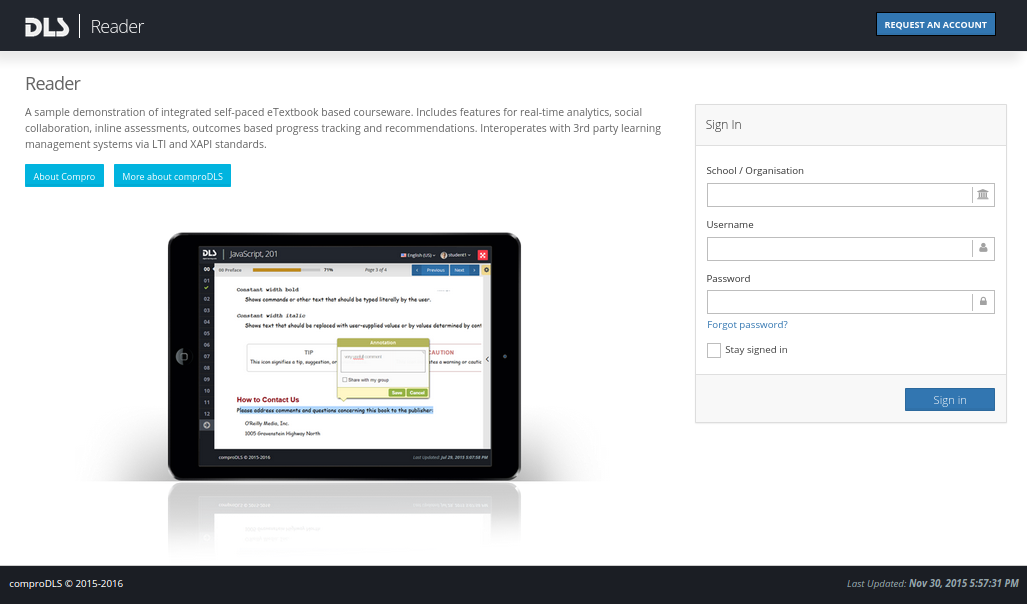 DLS Reader
REQUEST AN ACCOUNT
Reader
A sample demonstration of integrated self-paced eTextbook based courseware. Includes features for real-time analytics, social
collaboration, inline assessments, outcomes based progress tracking and recommendations. Interoperates with 3rd party learning
management systems via LTI and XAPI standards.
About Compro
More about comproDLS
DLS JavaScript, 201
English (US)
student1
00 Preface
71%
Page 3 of 4
Previous
Next
00
01
02
03
04
05
06
07
08
09
10
11
12
Constant width bold
Shows commands or other text that should be typed literally by the user.
Constant width italic
Shows text that should be replaced with user-supplied values or by values determined by cont
TIP
This icon signifies a tip, suggestion, or
CAUTION
tes a warning or cautio
Annotation
comment
Share with my group
Save
Cancel
How to Contact Us
Please address comments and questions concerning this book to the publisher:
O'Reilly Media, Inc.
1005 Gravenstein Highway North
comproDLS © 2015-2016
Last Updated: Jul 29, 2015 5:07:53 PM
Sign In
School / Organisation
Username
Password
Forgot password?
Stay signed in
Sign in
comproDLS © 2015-2016
Last Updated: Nov 30, 2015 5:57:31 PM